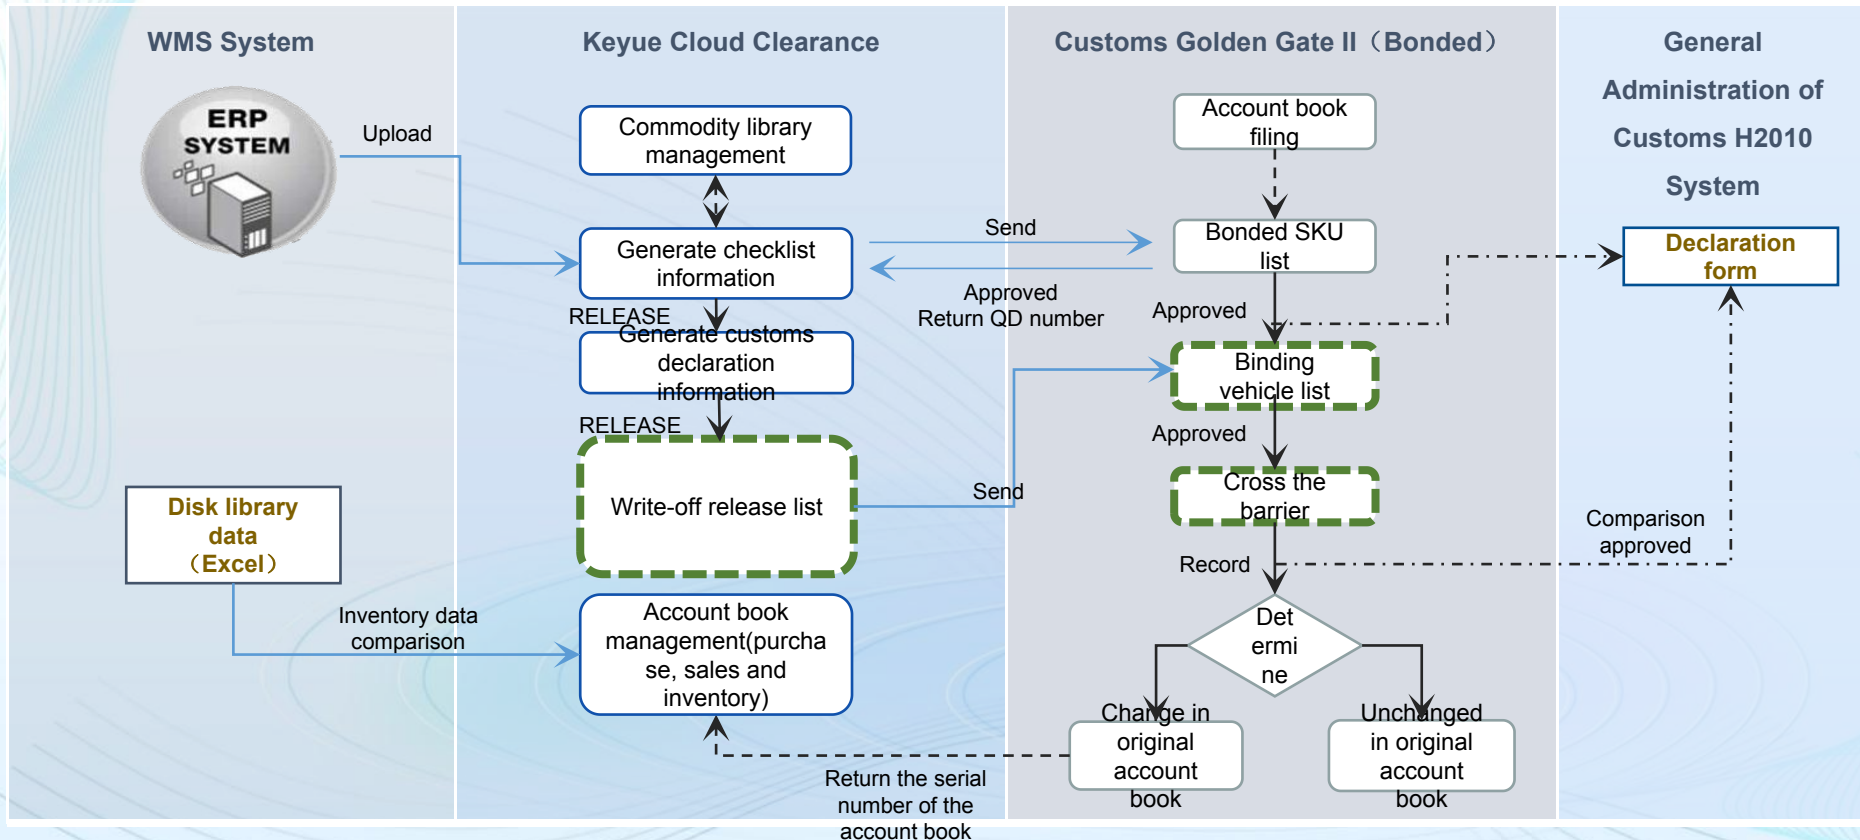 WMS System
Keyue Cloud Clearance
Customs Golden Gate II（Bonded）
General
Administration of
Customs H2010
System
ERP
SYSTEM
Upload
Commodity library
management
Generate checklist
information
RELEASE
Generate customs
declaration
information
RELEASE
Write-off release list
Disk library
data
（Excel）
Inventory data
comparison
Account book
management(purcha
se, sales and
inventory)
Send
Approved
Return QD number
Send
Return the serial
number of the
account book
Account book
filing
Bonded SKU
list
Approved
Binding
vehicle list
Approved
Cross the
barrier
Record
Det
ermi
ne
Change in
original
account
book
Unchanged
in original
account
book
Declaration
form
Comparison
approved